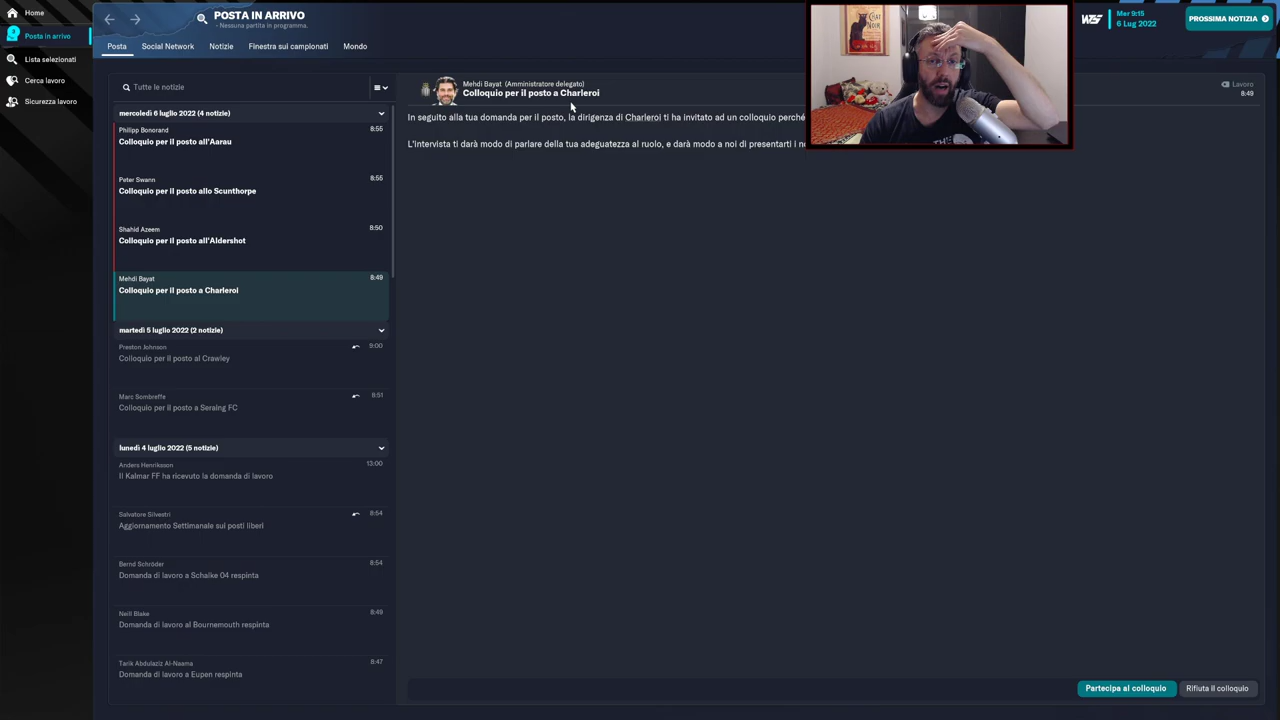 Home
POSTA IN ARRIVO
- Nessuna partita in programma.
Mer 9:15
6 Lug 2022
PROSSIMA NOTIZIA
Posta in arrivo
Posta
Social Network
Notizie
Finestra sui campionati
Mondo
Lista selezionati
Cerca lavoro
Sicurezza lavoro
Tutte le notizie
CHAT
NOIR
Mehdi Bayat (Amministratore delegato)
Colloquio per il posto a Charleroi
Lavoro
8:49
In seguito alla tua domanda per il posto, la dirigenza di Charleroi ti ha invitato ad un colloquio perché
L'intervista ti darà modo di parlare della tua adeguatezza al ruolo, e darà modo a noi di presentarti i
mercoledì 6 luglio 2022 (4 notizie)
Philipp Bonorand
8:55
Colloquio per il posto all'Aarau
Peter Swann
8:55
Colloquio per il posto allo Scunthorpe
Shahid Azeem
8:50
Colloquio per il posto all'Aldershot
Mehdi Bayat
8:49
Colloquio per il posto a Charleroi
martedì 5 luglio 2022 (2 notizie)
Preston Johnson
9:00
Colloquio per il posto al Crawley
Marc Sombreffe
8:51
Colloquio per il posto a Seraing FC
lunedì 4 luglio 2022 (5 notizie)
Anders Henriksson
13:00
Il Kalmar FF ha ricevuto la domanda di lavoro
Salvatore Silvestri
8:54
Aggiornamento Settimanale sui posti liberi
Bernd Schröder
8:54
Domanda di lavoro a Schalke 04 respinta
Neill Blake
8:49
Domanda di lavoro al Bournemouth respinta
Tarik Abdulaziz Al-Naama
8:47
Domanda di lavoro a Eupen respinta
Partecipa al colloquio
Rifiuta il colloquio